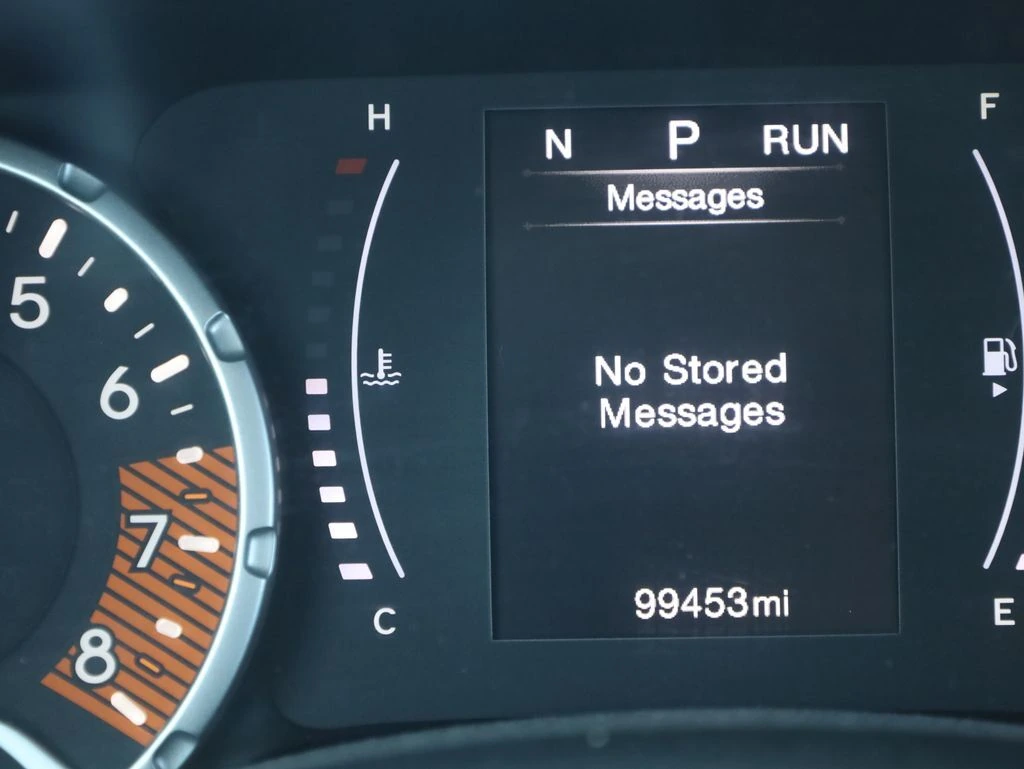 H
F
N P RUN
Messages
5
No Stored
Messages
6
7
99453mi
C
E
8